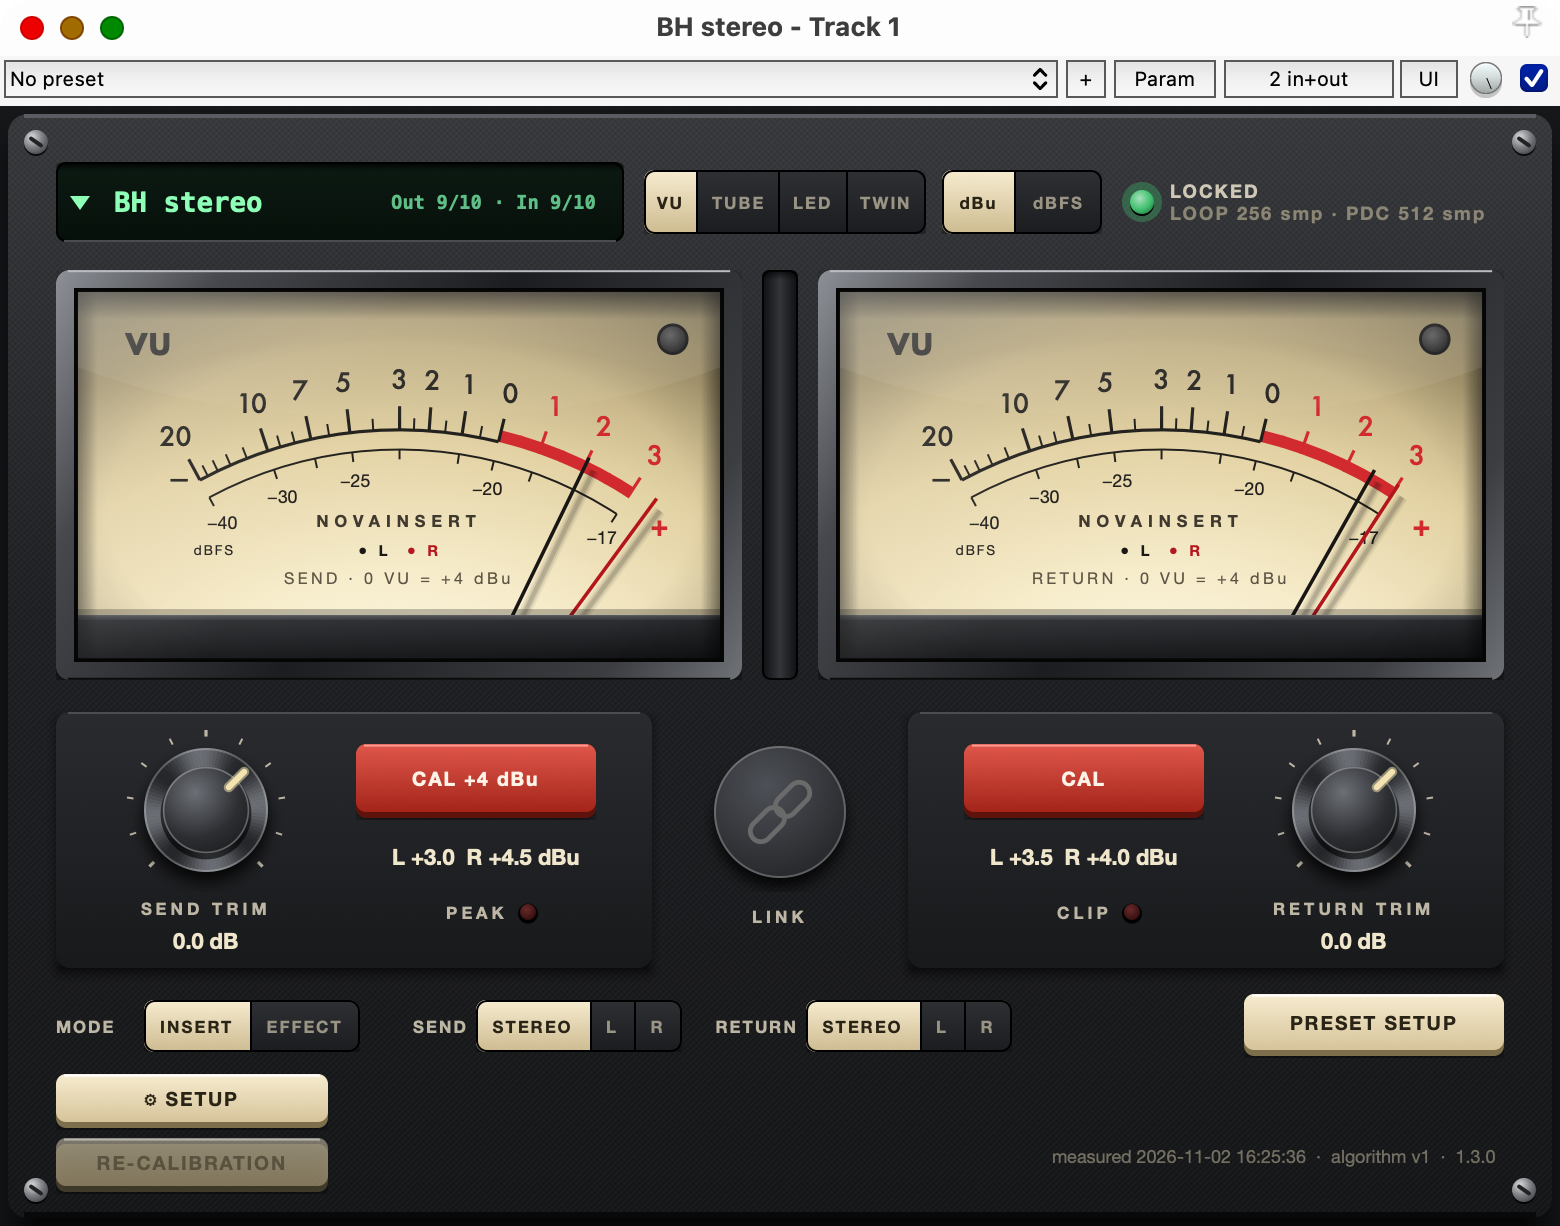 BH stereo - Track 1
No preset
+
Param
2 in+out
UI
BH stereo
Out 9/10 · In 9/10
VU
TUBE
LED
TWIN
dBu
dBFS
LOCKED
LOOP 256 smp · PDC 512 smp
VU
20 10 7 5 3 2 1 0 1 2 3
− +
−40 −30 −25 −20 −17
dBFS
NOVAINSERT
• L • R
SEND · 0 VU = +4 dBu
VU
20 10 7 5 3 2 1 0 1 2 3
− +
−40 −30 −25 −20 −17
dBFS
NOVAINSERT
• L • R
RETURN · 0 VU = +4 dBu
SEND TRIM
0.0 dB
CAL +4 dBu
L +3.0 R +4.5 dBu
PEAK
LINK
CAL
L +3.5 R +4.0 dBu
CLIP
RETURN TRIM
0.0 dB
MODE
INSERT
EFFECT
SEND
STEREO
L
R
RETURN
STEREO
L
R
PRESET SETUP
⚙ SETUP
RE-CALIBRATION
measured 2026-11-02 16:25:36 · algorithm v1 · 1.3.0